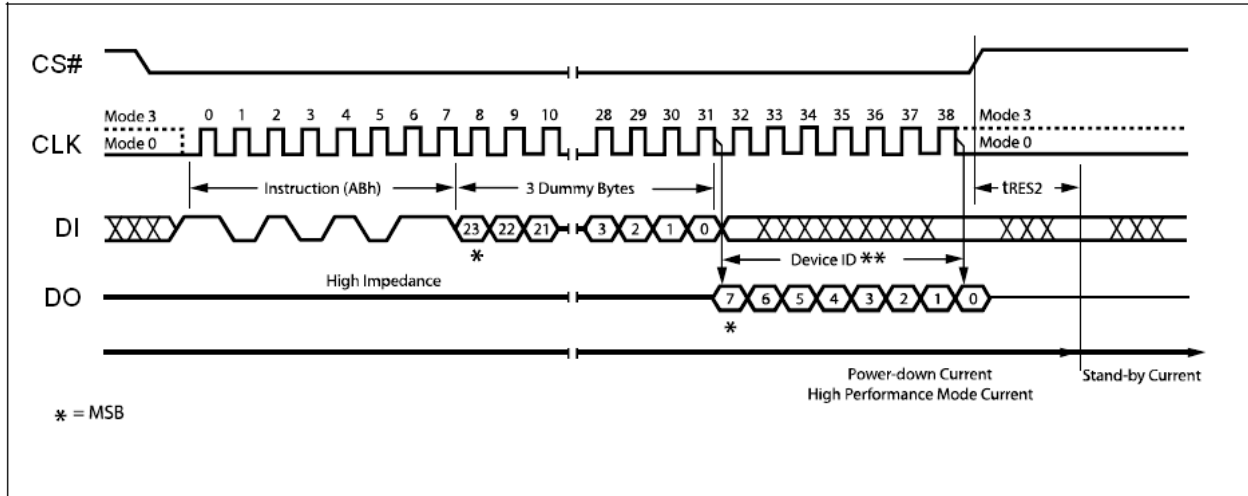 CS#
Mode 3 0 1 2 3 4 5 6 7 8 9 10 28 29 30 31 32 33 34 35 36 37 38 Mode 3
CLK Mode 0 Mode 0
Instruction (ABh) 3 Dummy Bytes tRES2
DI 23 22 21 3 2 1 0
* Device ID **
High Impedance
DO 7 6 5 4 3 2 1 0
*
Power-down Current Stand-by Current
High Performance Mode Current
* = MSB